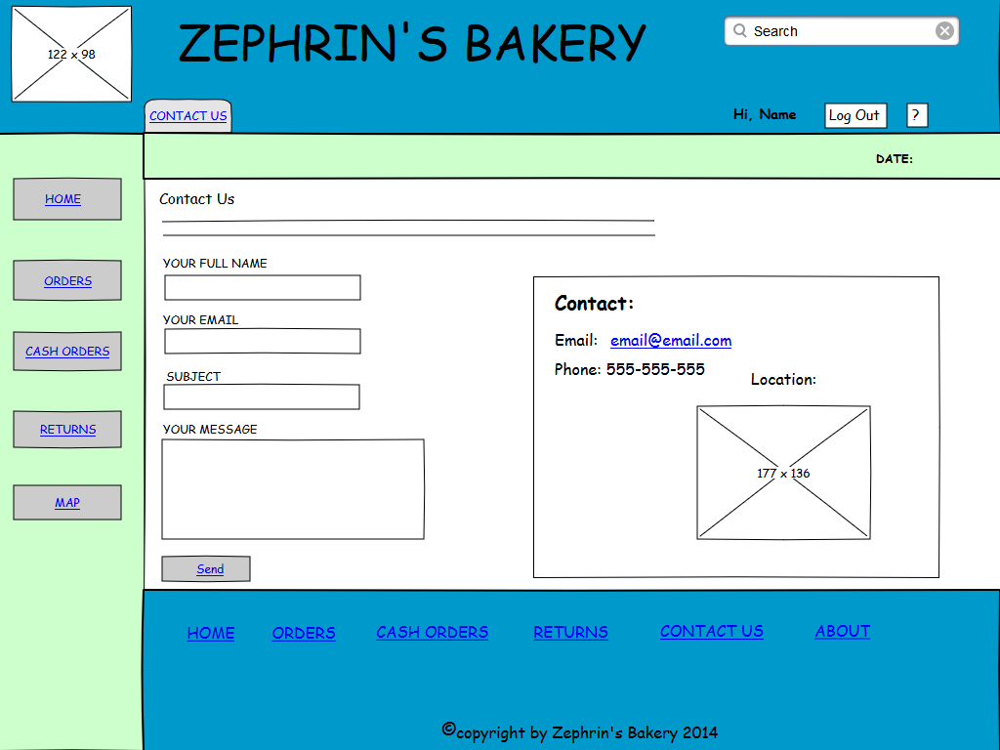 122 x 98
ZEPHRIN'S BAKERY
Search
CONTACT US
Hi, Name
Log Out
?
DATE:
HOME
ORDERS
CASH ORDERS
RETURNS
MAP
Contact Us
YOUR FULL NAME
YOUR EMAIL
SUBJECT
YOUR MESSAGE
Send
Contact:
Email: email@email.com
Phone: 555-555-555
Location:
177 x 136
HOME ORDERS CASH ORDERS RETURNS CONTACT US ABOUT
©copyright by Zephrin's Bakery 2014